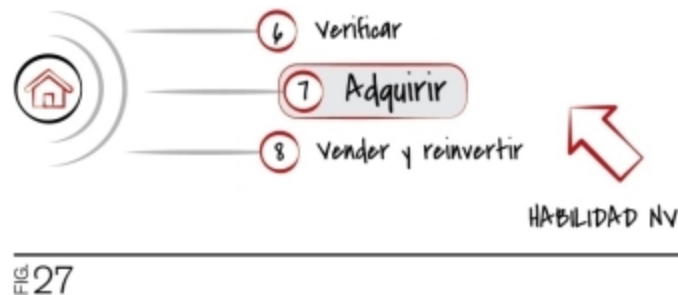 6 Verificar
7 Adquirir
8 Vender y reinvertir
HABILIDAD NV
FIG. 27